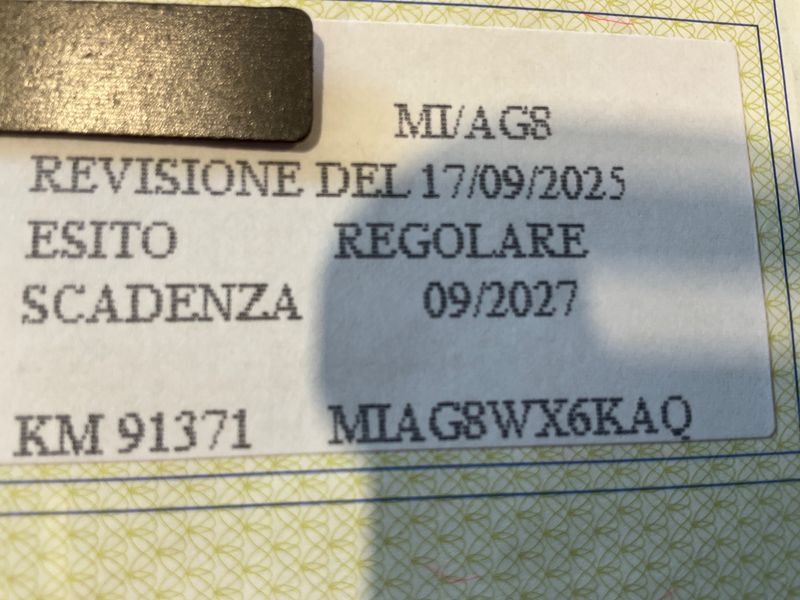 MI/AG8
REVISIONE DEL 17/09/2025
ESITO REGOLARE
SCADENZA 09/2027
KM 91371 MIAG8WX6KAQ